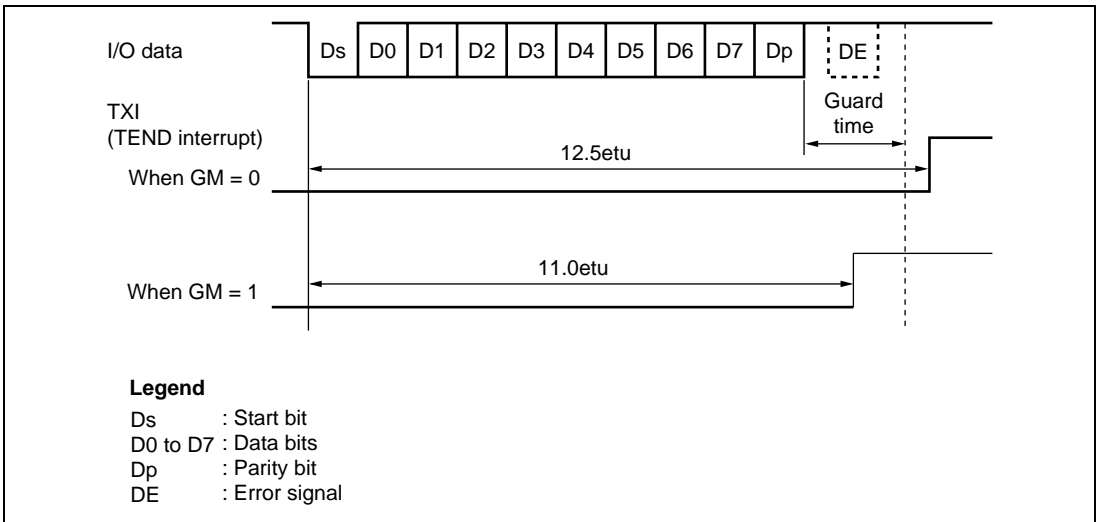 I/O data
Ds D0 D1 D2 D3 D4 D5 D6 D7 Dp DE
Guard
time
TXI
(TEND interrupt)
12.5etu
When GM = 0
11.0etu
When GM = 1
Legend
Ds : Start bit
D0 to D7 : Data bits
Dp : Parity bit
DE : Error signal